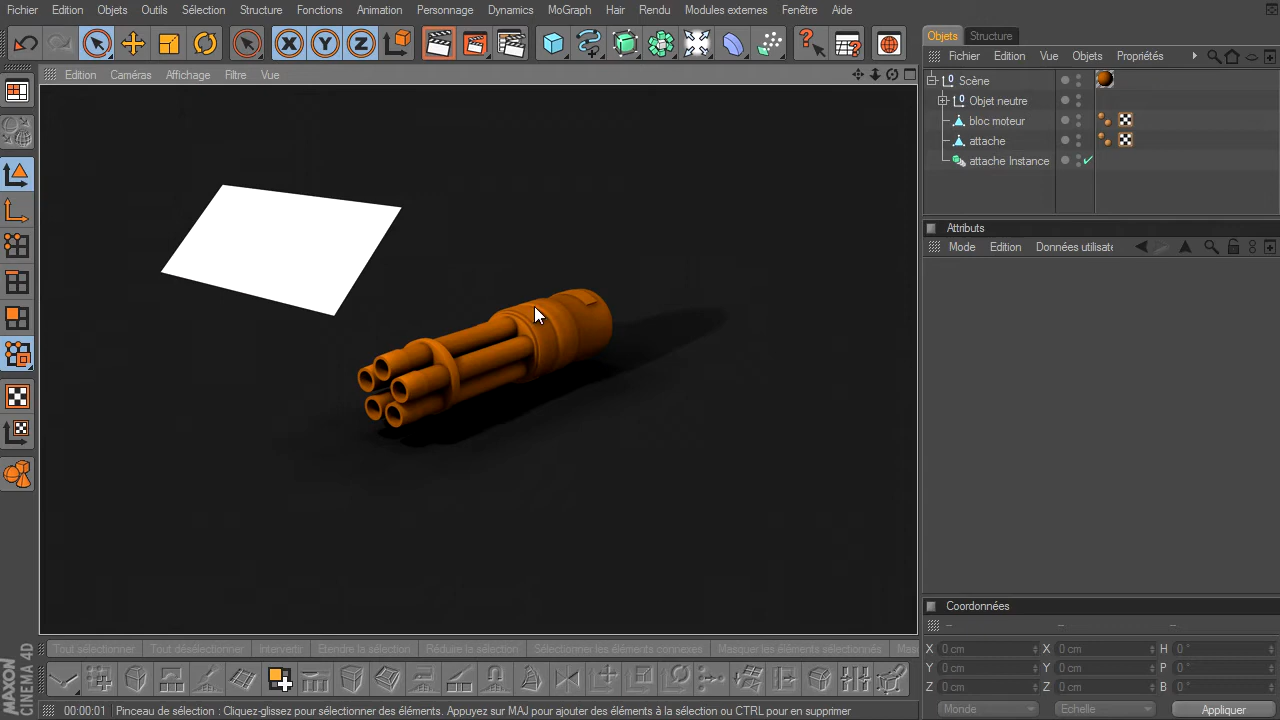 Fichier Edition Objets Outils Sélection Structure Fonctions Animation Personnage Dynamics MoGraph Hair Rendu Modules externes Fenêtre Aide
Objets Structure
Fichier Edition Vue Objets Propriétés
Edition Caméras Affichage Filtre Vue
Scène
Objet neutre
bloc moteur
attache
attache Instance
Attributs
Mode Edition Données utilisate
Coordonnées
Tout sélectionner Tout désélectionner Intervertir Etendre la sélection Réduire la sélection Sélectionner les éléments connexes Masquer les éléments sélectionnés Mas
X 0 cm X 0 cm H 0 °
Y 0 cm Y 0 cm P 0 °
Z 0 cm Z 0 cm B 0 °
Monde Echelle Appliquer
MAXON CINEMA 4D
00:00:01 Pinceau de sélection : Cliquez-glissez pour sélectionner des éléments. Appuyez su MAJ pour ajouter des éléments à la sélection ou CTRL pour en supprimer